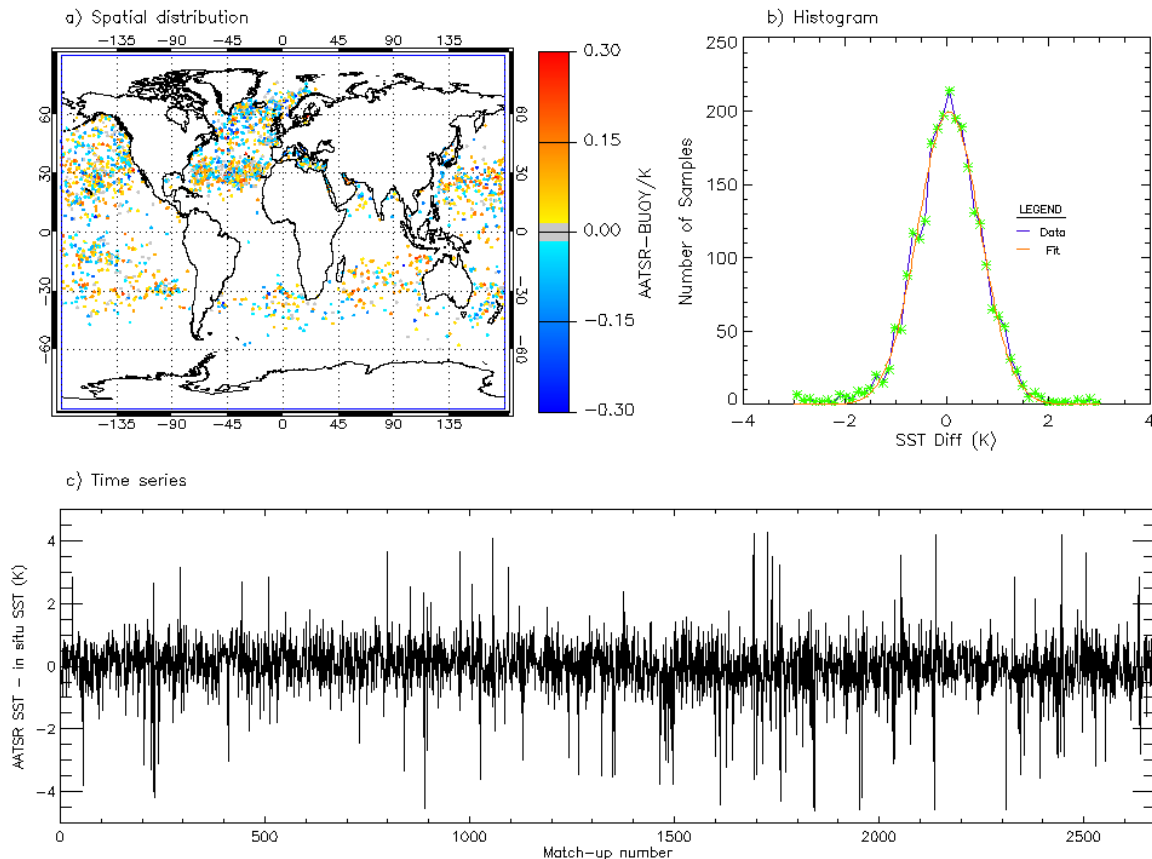 a) Spatial distribution
−135 −90 −45 0 45 90 135
60 30 0 −30 −60
60 30 0 −30 −60
−135 −90 −45 0 45 90 135
0.30
0.15
0.00
−0.15
−0.30
AATSR−BUOY/K
b) Histogram
250
200
150
100
50
0
Number of Samples
LEGEND
Data
Fit
−4 −2 0 2 4
SST Diff (K)
c) Time series
4
2
0
−2
−4
AATSR SST − in situ SST (K)
0 500 1000 1500 2000 2500
Match−up number